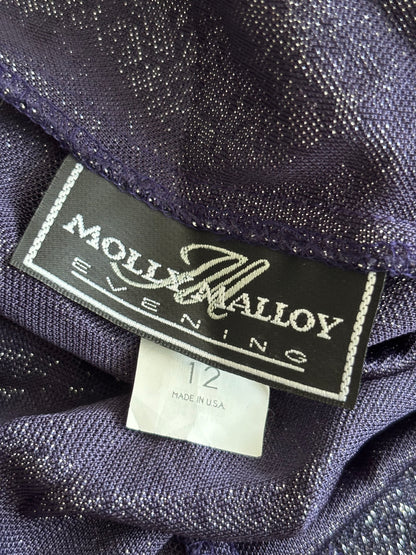 M
MOLLY MALLOY
EVENING
12
MADE IN U.S.A.